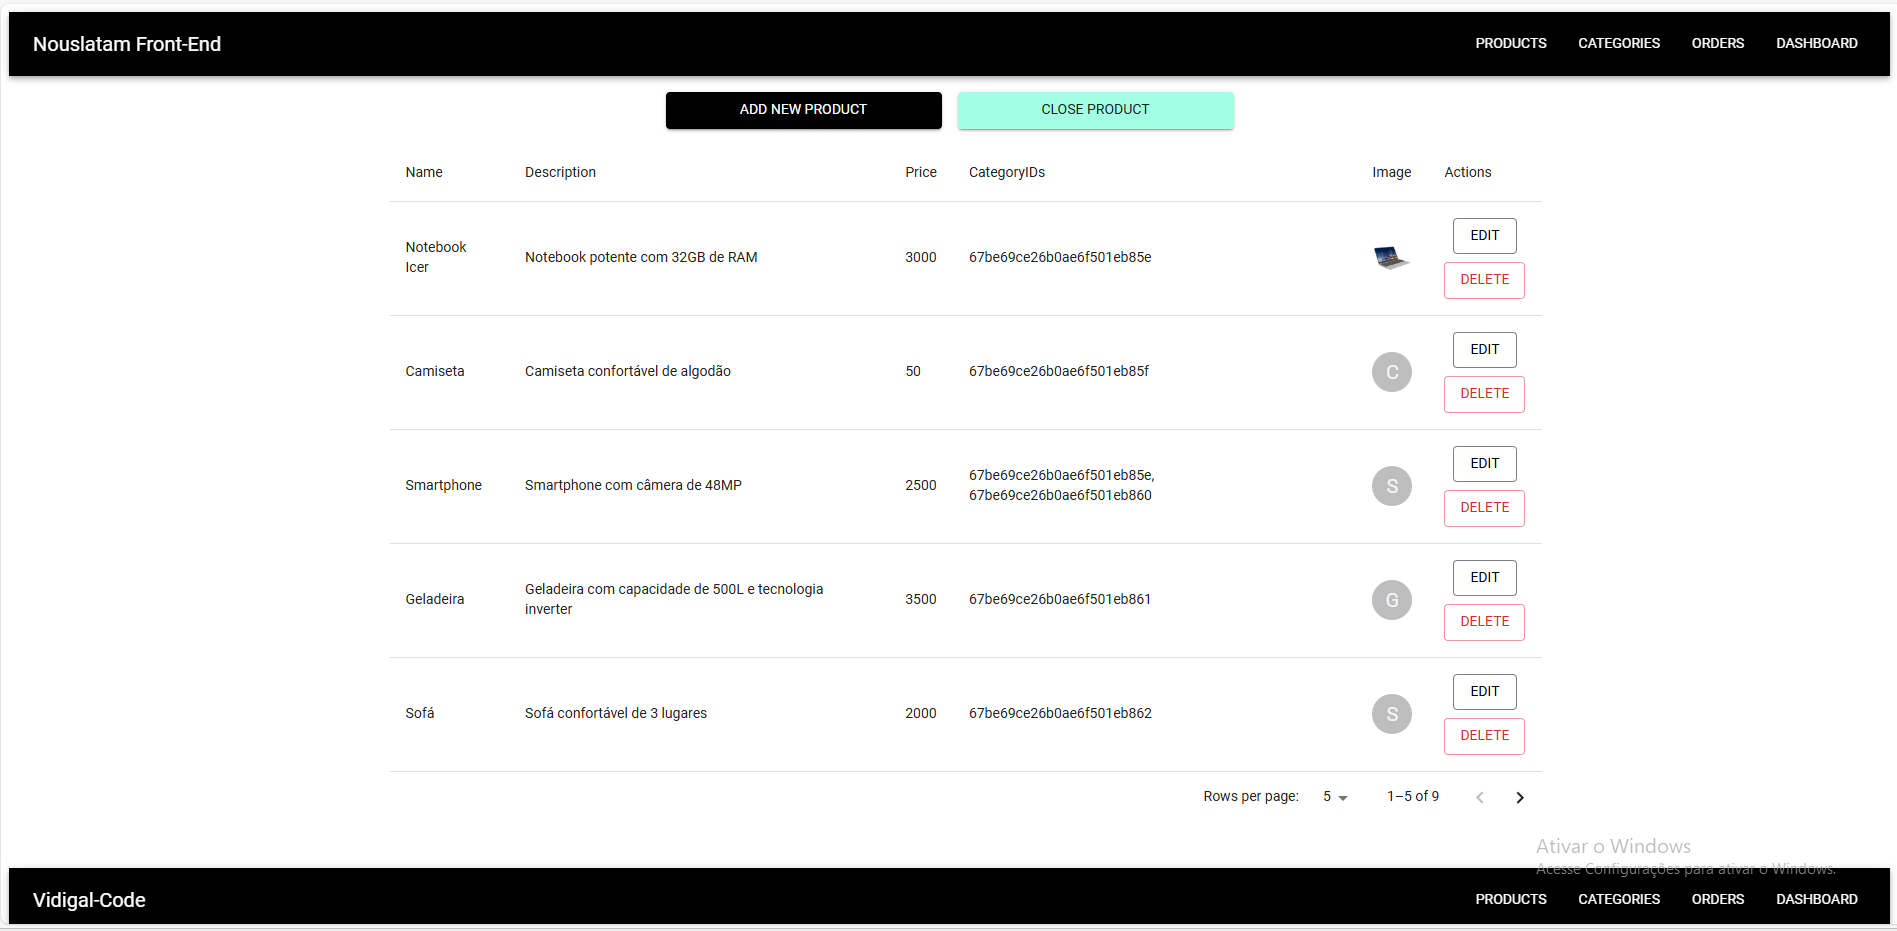 Nouslatam Front-End
PRODUCTS CATEGORIES ORDERS DASHBOARD
ADD NEW PRODUCT CLOSE PRODUCT
Name Description Price CategoryIDs Image Actions
Notebook
Icer
Notebook potente com 32GB de RAM
3000
67be69ce26b0ae6f501eb85e
EDIT
DELETE
Camiseta
Camiseta confortável de algodão
50
67be69ce26b0ae6f501eb85f
C
EDIT
DELETE
Smartphone
Smartphone com câmera de 48MP
2500
67be69ce26b0ae6f501eb85e,
67be69ce26b0ae6f501eb860
S
EDIT
DELETE
Geladeira
Geladeira com capacidade de 500L e tecnologia
inverter
3500
67be69ce26b0ae6f501eb861
G
EDIT
DELETE
Sofá
Sofá confortável de 3 lugares
2000
67be69ce26b0ae6f501eb862
S
EDIT
DELETE
Rows per page: 5 1–5 of 9
Ativar o Windows
Acesse Configurações para ativar o Windows.
Vidigal-Code
PRODUCTS CATEGORIES ORDERS DASHBOARD